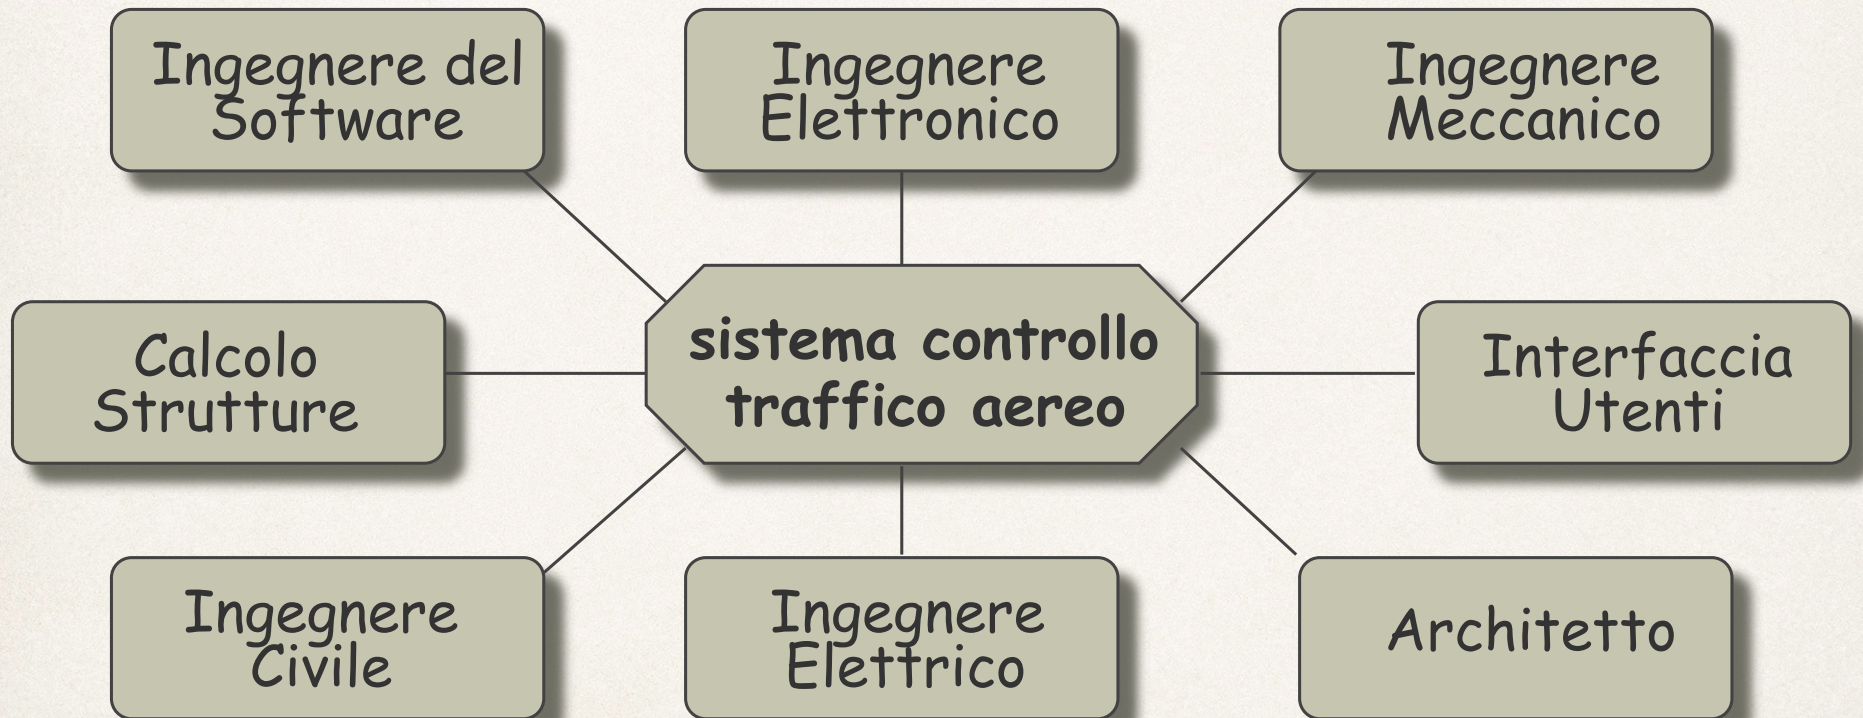 Ingegnere del
Software
Ingegnere
Elettronico
Ingegnere
Meccanico
Calcolo
Strutture
sistema controllo
traffico aereo
Interfaccia
Utenti
Ingegnere
Civile
Ingegnere
Elettrico
Architetto